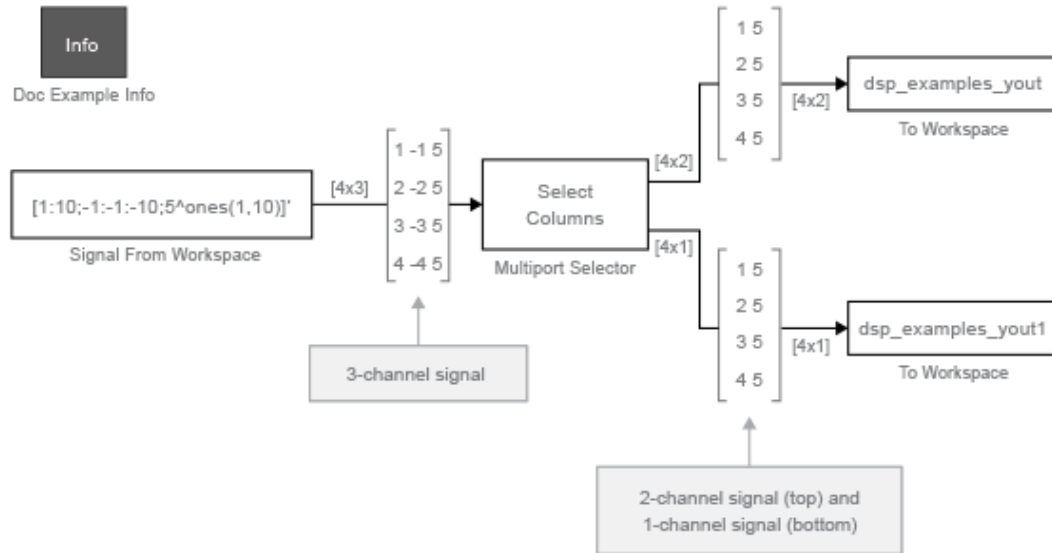 Info
Doc Example Info
[1:10;-1:-1:-10;5^ones(1,10)]'
Signal From Workspace
[4x3]
1 -1 5
2 -2 5
3 -3 5
4 -4 5
3-channel signal
Select
Columns
Multiport Selector
[4x2]
[4x1]
1 5
2 5
3 5
4 5
[4x2]
dsp_examples_yout
To Workspace
1 5
2 5
3 5
4 5
[4x1]
dsp_examples_yout1
To Workspace
2-channel signal (top) and
1-channel signal (bottom)